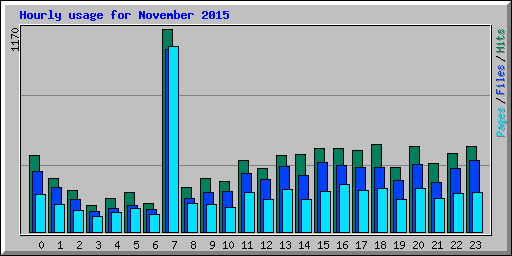 Hourly usage for November 2015
1170
Pages / Files / Hits
0 1 2 3 4 5 6 7 8 9 10 11 12 13 14 15 16 17 18 19 20 21 22 23